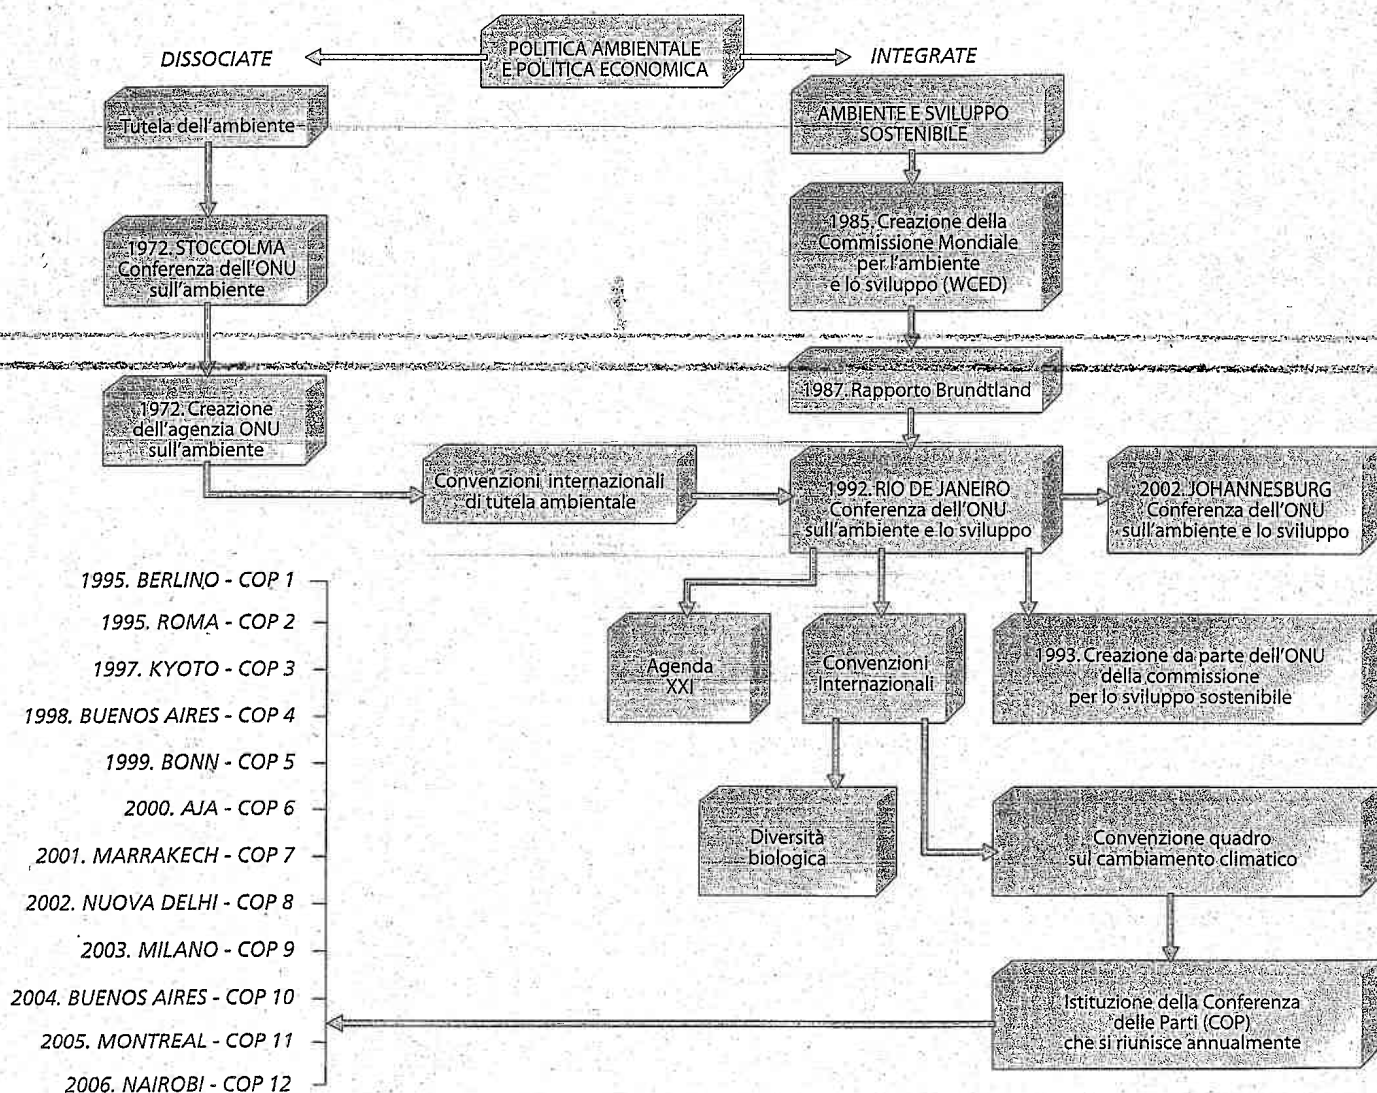 POLITICA AMBIENTALE
E POLITICA ECONOMICA
DISSOCIATE
INTEGRATE
Tutela dell'ambiente
AMBIENTE E SVILUPPO
SOSTENIBILE
1972. STOCCOLMA
Conferenza dell'ONU
sull'ambiente
1985. Creazione della
Commissione Mondiale
per l'ambiente
e lo sviluppo (WCED)
1972. Creazione
dell'agenzia ONU
sull'ambiente
1987. Rapporto Brundtland
Convenzioni internazionali
di tutela ambientale
1992. RIO DE JANEIRO
Conferenza dell'ONU
sull'ambiente e lo sviluppo
2002. JOHANNESBURG
Conferenza dell'ONU
sull'ambiente e lo sviluppo
Agenda
XXI
Convenzioni
Internazionali
1993. Creazione da parte dell'ONU
della commissione
per lo sviluppo sostenibile
Diversità
biologica
Convenzione quadro
sul cambiamento climatico
Istituzione della Conferenza
delle Parti (COP)
che si riunisce annualmente
1995. BERLINO - COP 1
1995. ROMA - COP 2
1997. KYOTO - COP 3
1998. BUENOS AIRES - COP 4
1999. BONN - COP 5
2000. AJA - COP 6
2001. MARRAKECH - COP 7
2002. NUOVA DELHI - COP 8
2003. MILANO - COP 9
2004. BUENOS AIRES - COP 10
2005. MONTREAL - COP 11
2006. NAIROBI - COP 12